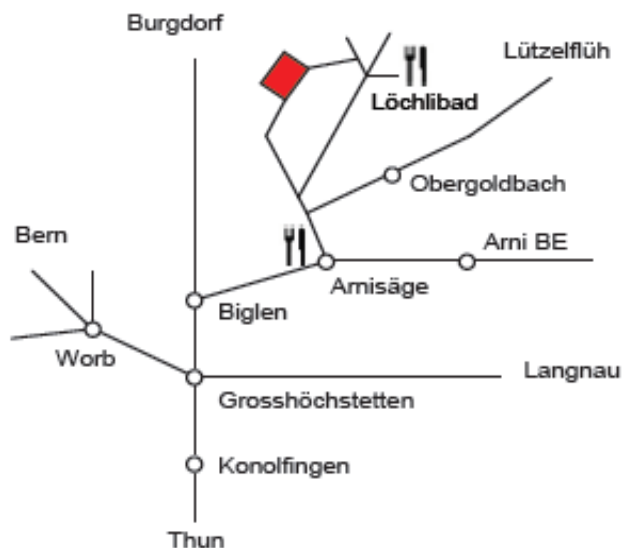 Burgdorf
Lützelflüh
Löchlibad
Obergoldbach
Bern
Arni BE
Arnisäge
Biglen
Worb
Langnau
Grosshöchstetten
Konolfingen
Thun